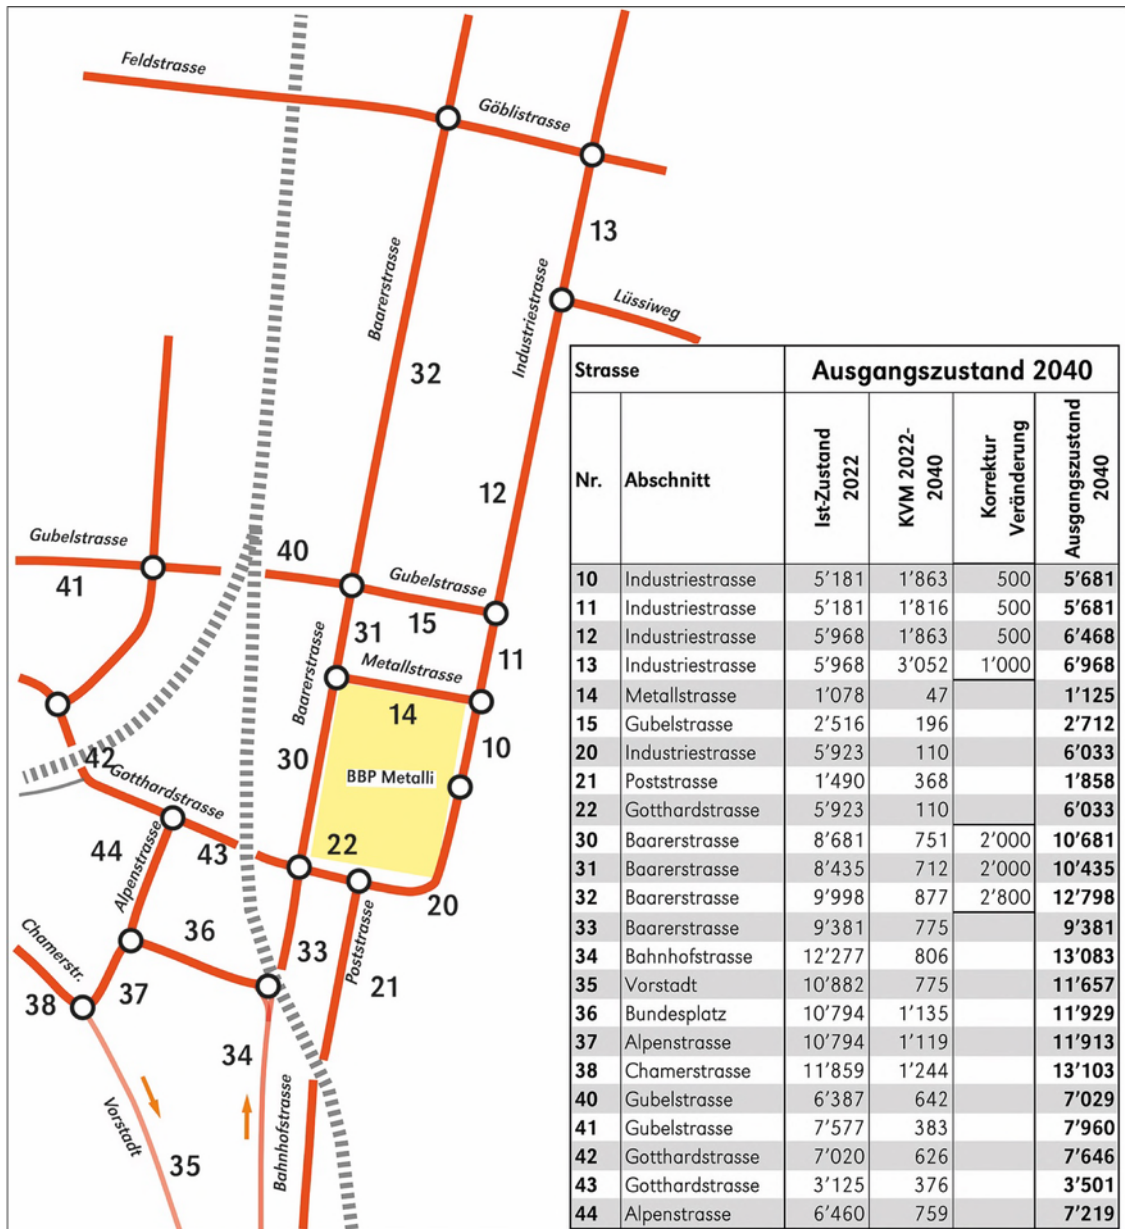 Feldstrasse
Göblistrasse
13
Baarerstrasse
Industriestrasse
Lüssiweg
32
12
Gubelstrasse
40
41
Gubelstrasse
15
31
11
Baarerstrasse
Metallstrasse
14
10
30
BBP Metalli
42
Gotthardstrasse
44
Alpenstrasse
43
22
20
36
33
Poststrasse
21
Chamerstr.
37
38
34
Bahnhofstrasse
Vorstadt
35
Strasse Ausgangszustand 2040
Nr. Abschnitt Ist-Zustand 2022 KVM 2022-2040 Korrektur Veränderung Ausgangszustand 2040
10 Industriestrasse 5’181 1’863 500 5’681
11 Industriestrasse 5’181 1’816 500 5’681
12 Industriestrasse 5’968 1’863 500 6’468
13 Industriestrasse 5’968 3’052 1’000 6’968
14 Metallstrasse 1’078 47 1’125
15 Gubelstrasse 2’516 196 2’712
20 Industriestrasse 5’923 110 6’033
21 Poststrasse 1’490 368 1’858
22 Gotthardstrasse 5’923 110 6’033
30 Baarerstrasse 8’681 751 2’000 10’681
31 Baarerstrasse 8’435 712 2’000 10’435
32 Baarerstrasse 9’998 877 2’800 12’798
33 Baarerstrasse 9’381 775 9’381
34 Bahnhofstrasse 12’277 806 13’083
35 Vorstadt 10’882 775 11’657
36 Bundesplatz 10’794 1’135 11’929
37 Alpenstrasse 10’794 1’119 11’913
38 Chamerstrasse 11’859 1’244 13’103
40 Gubelstrasse 6’387 642 7’029
41 Gubelstrasse 7’577 383 7’960
42 Gotthardstrasse 7’020 626 7’646
43 Gotthardstrasse 3’125 376 3’501
44 Alpenstrasse 6’460 759 7’219